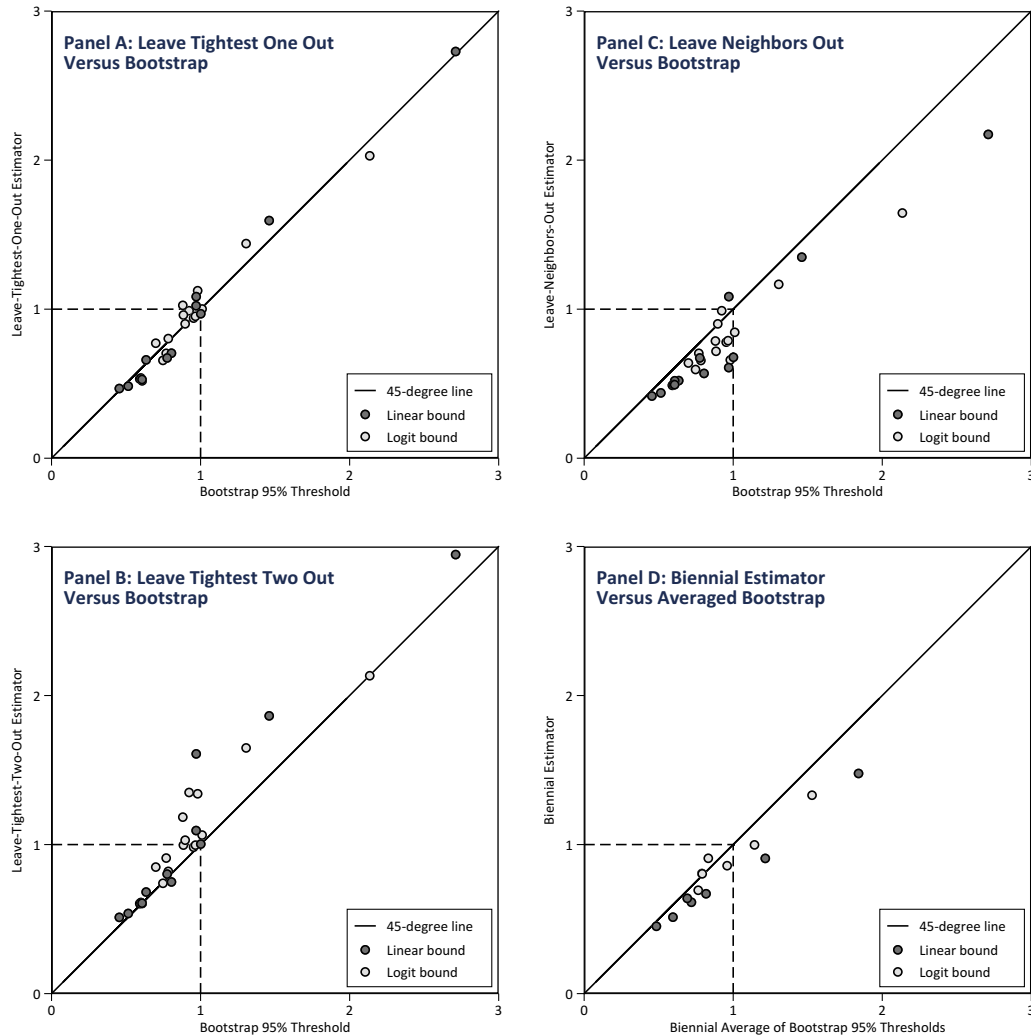 Panel A: Leave Tightest One Out
Versus Bootstrap
Leave-Tightest-One-Out Estimator
3
2
1
0
45-degree line
Linear bound
Logit bound
0 1 2 3
Bootstrap 95% Threshold
Panel C: Leave Neighbors Out
Versus Bootstrap
Leave-Neighbors-Out Estimator
3
2
1
0
45-degree line
Linear bound
Logit bound
0 1 2 3
Bootstrap 95% Threshold
Panel B: Leave Tightest Two Out
Versus Bootstrap
Leave-Tightest-Two-Out Estimator
3
2
1
0
45-degree line
Linear bound
Logit bound
0 1 2 3
Bootstrap 95% Threshold
Panel D: Biennial Estimator
Versus Averaged Bootstrap
Biennial Estimator
3
2
1
0
45-degree line
Linear bound
Logit bound
0 1 2 3
Biennial Average of Bootstrap 95% Thresholds